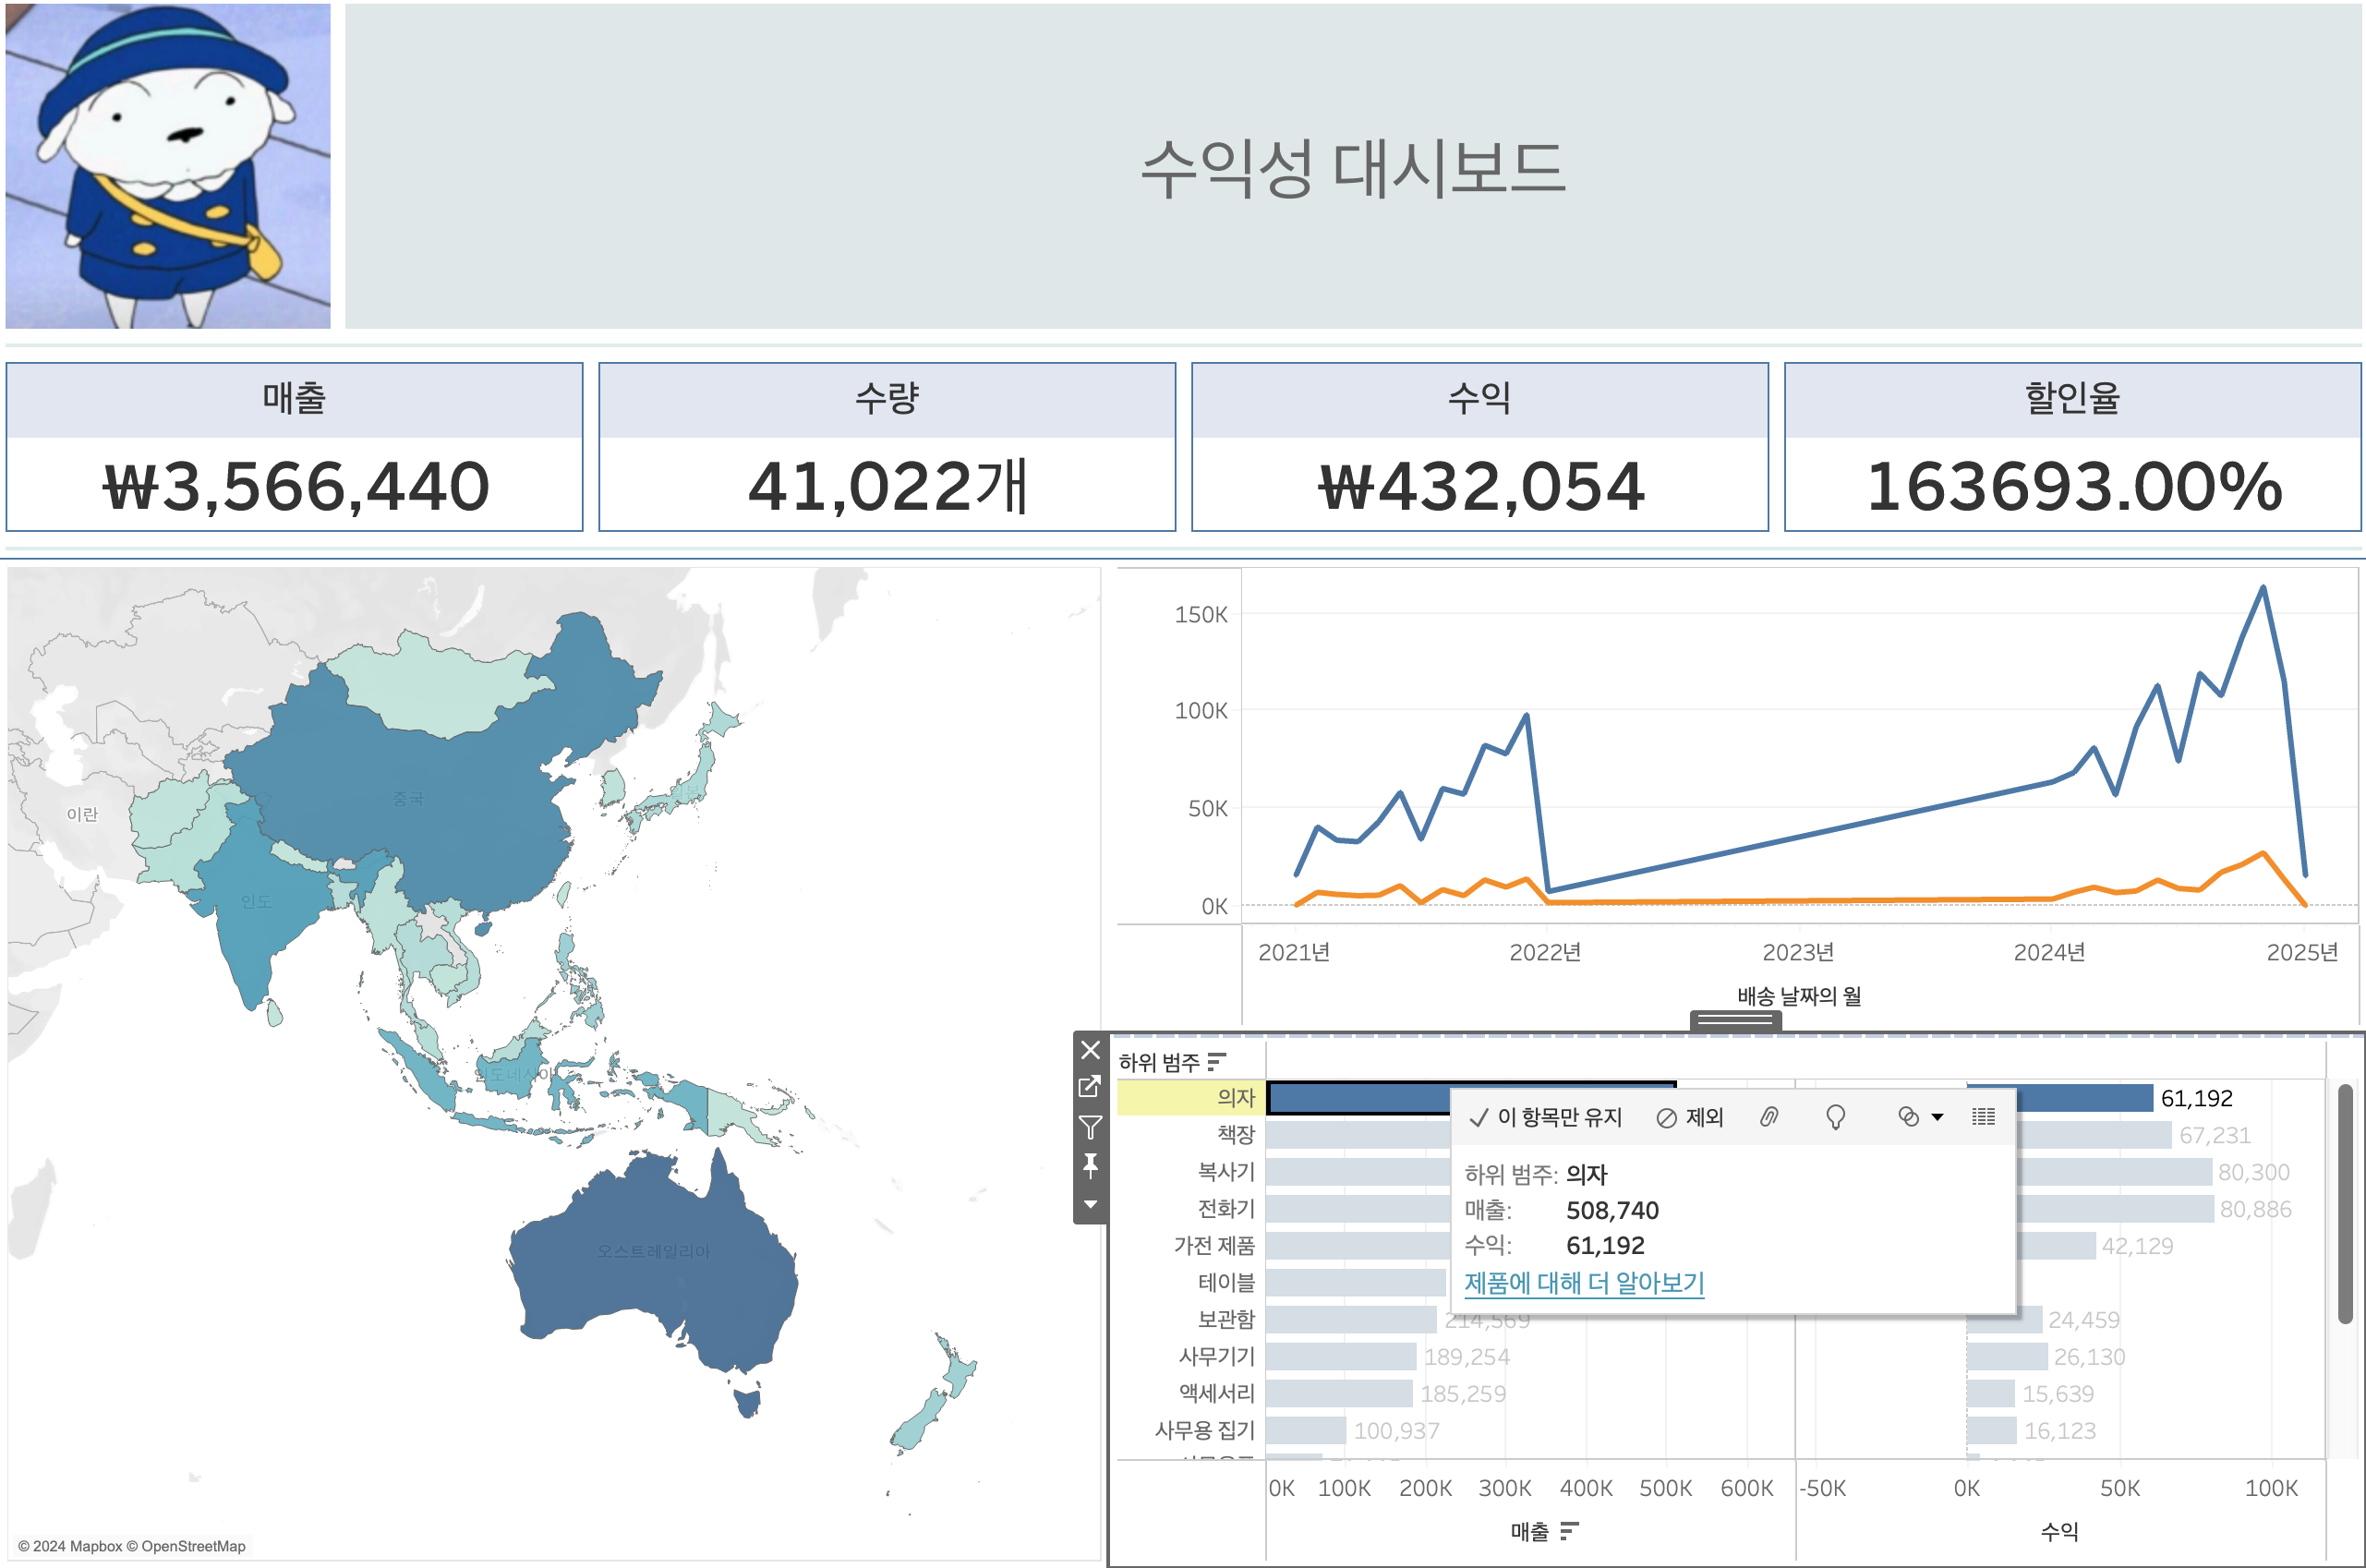 수익성 대시보드
매출
₩3,566,440
수량
41,022개
수익
₩432,054
할인율
163693.00%
이란
중국
인도
인도네시아
오스트레일리아
© 2024 Mapbox © OpenStreetMap
150K
100K
50K
0K
2021년 2022년 2023년 2024년 2025년
배송 날짜의 월
하위 범주
의자 61,192
책장 67,231
복사기 80,300
전화기 80,886
가전 제품 42,129
테이블
보관함 214,569 24,459
사무기기 189,254 26,130
액세서리 185,259 15,639
사무용 집기 100,937 16,123
이 항목만 유지 제외
하위 범주: 의자
매출: 508,740
수익: 61,192
제품에 대해 더 알아보기
0K 100K 200K 300K 400K 500K 600K -50K 0K 50K 100K
매출 수익